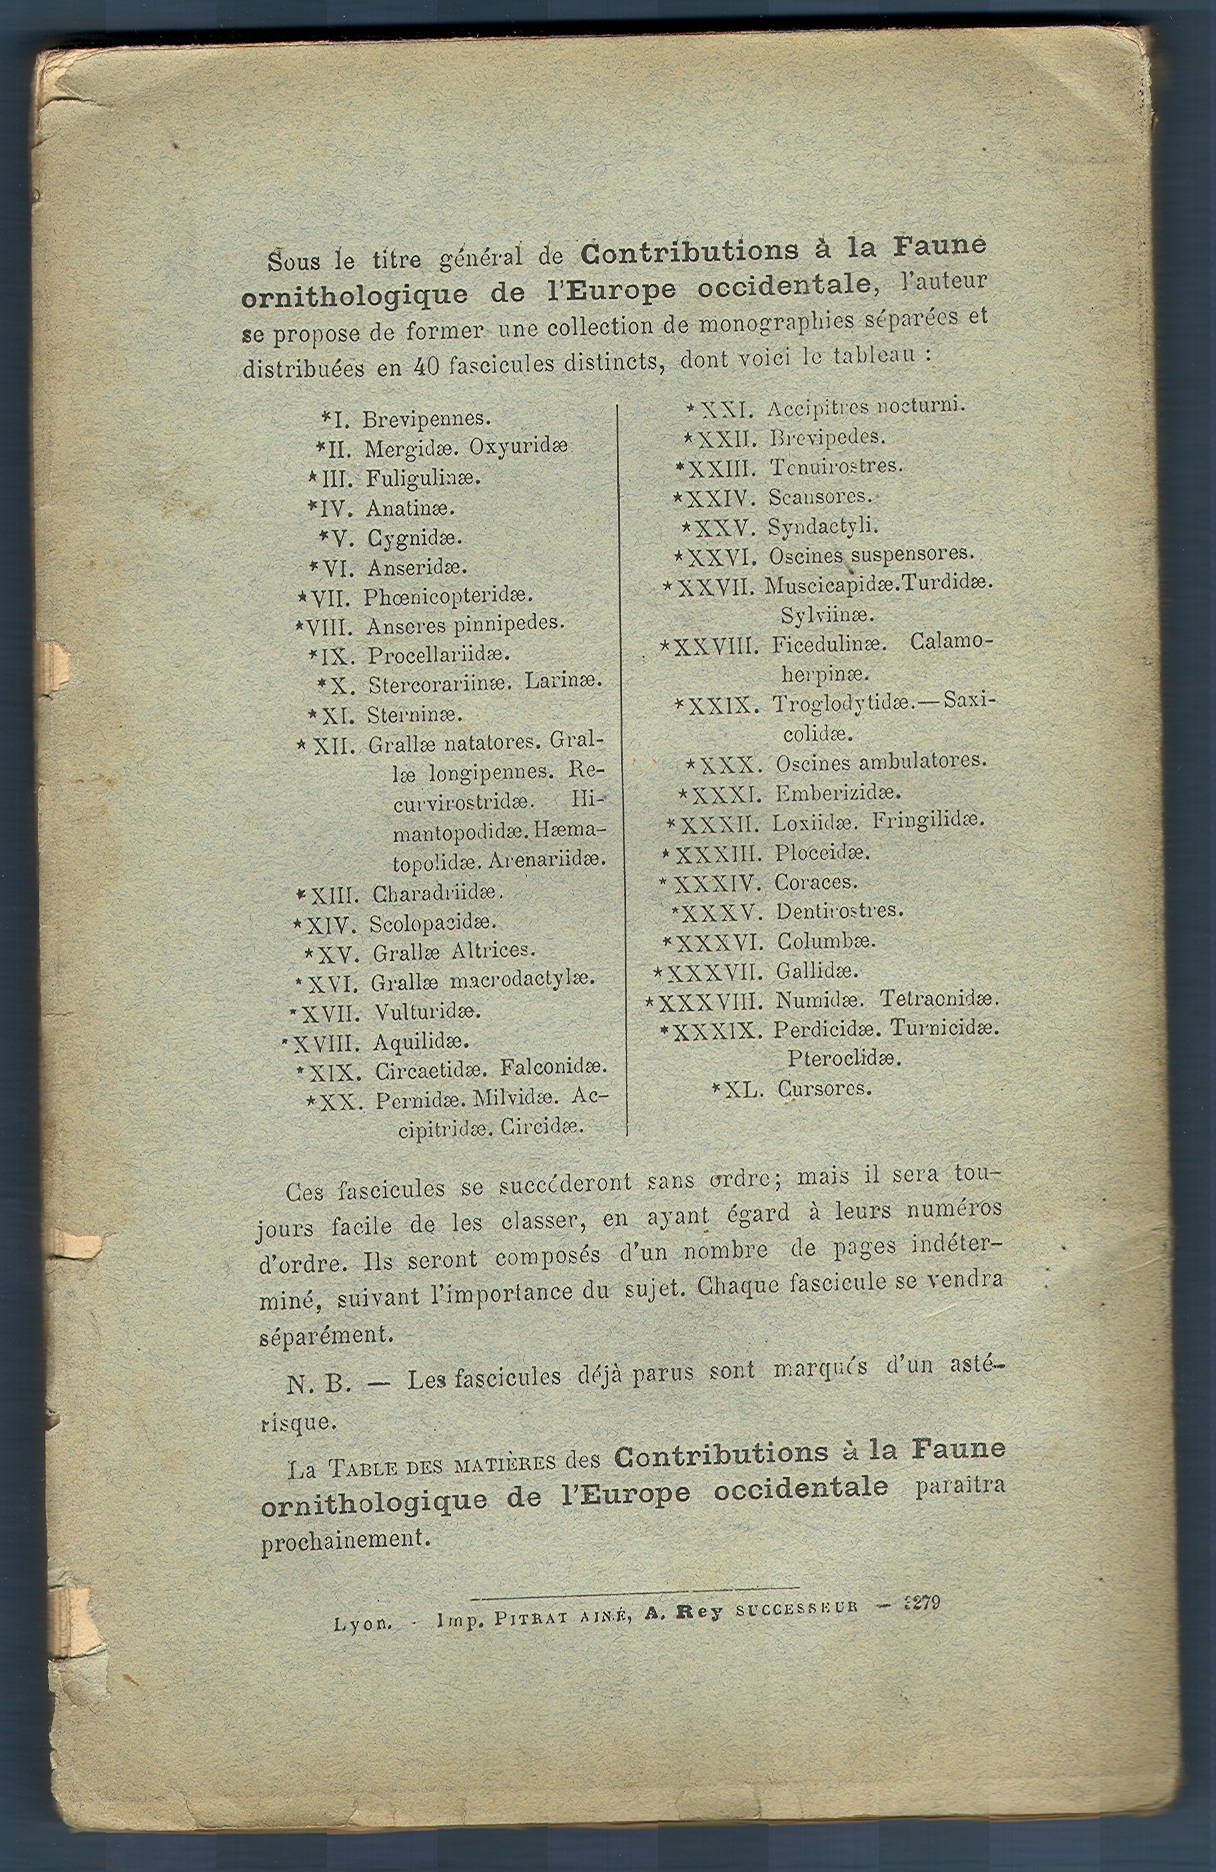 Sous le titre général de Contributions à la Faune
ornithologique de l'Europe occidentale, l'auteur
se propose de former une collection de monographies séparées et
distribuées en 40 fascicules distincts, dont voici le tableau :
*I. Brevipennes.
*II. Mergidæ. Oxyuridæ
*III. Fuligulinæ.
*IV. Anatinæ.
*V. Cygnidæ.
*VI. Anseridæ.
*VII. Phœnicopteridæ.
*VIII. Anseres pinnipedes.
*IX. Procellariidæ.
*X. Stercorariinæ. Larinæ.
*XI. Sterninæ.
*XII. Grallæ natatores. Gral-
læ longipennes. Re-
curvirostridæ. Hi-
mantopodidæ. Hæma-
topolidæ. Arenariidæ.
*XIII. Charadriidæ.
*XIV. Scolopacidæ.
*XV. Grallæ Altrices.
*XVI. Grallæ macrodactylæ.
*XVII. Vulturidæ.
*XVIII. Aquilidæ.
*XIX. Circaetidæ. Falconidæ.
*XX. Pernidæ. Milvidæ. Ac-
cipitridæ. Circidæ.
*XXI. Accipitres nocturni.
*XXII. Brevipedes.
*XXIII. Tenuirostres.
*XXIV. Scansores.
*XXV. Syndactyli.
*XXVI. Oscines suspensores.
*XXVII. Muscicapidæ. Turdidæ.
Sylviinæ.
*XXVIII. Ficedulinæ. Calamo-
herpinæ.
*XXIX. Troglodytidæ. — Saxi-
colidæ.
*XXX. Oscines ambulatores.
*XXXI. Emberizidæ.
*XXXII. Loxiidæ. Fringilidæ.
*XXXIII. Ploceidæ.
*XXXIV. Coraces.
*XXXV. Dentirostres.
*XXXVI. Columbæ.
*XXXVII. Gallidæ.
*XXXVIII. Numidæ. Tetraonidæ.
*XXXIX. Perdicidæ. Turnicidæ.
Pteroclidæ.
*XL. Cursores.
Ces fascicules se succéderont sans ordre; mais il sera tou-
jours facile de les classer, en ayant égard à leurs numéros
d'ordre. Ils seront composés d'un nombre de pages indéter-
miné, suivant l'importance du sujet. Chaque fascicule se vendra
séparément.
N. B. — Les fascicules déjà parus sont marqués d'un asté-
risque.
La TABLE DES MATIÈRES des Contributions à la Faune
ornithologique de l'Europe occidentale paraîtra
prochainement.
Lyon. - Imp. PITRAT AINÉ, A. Rey SUCCESSEUR —